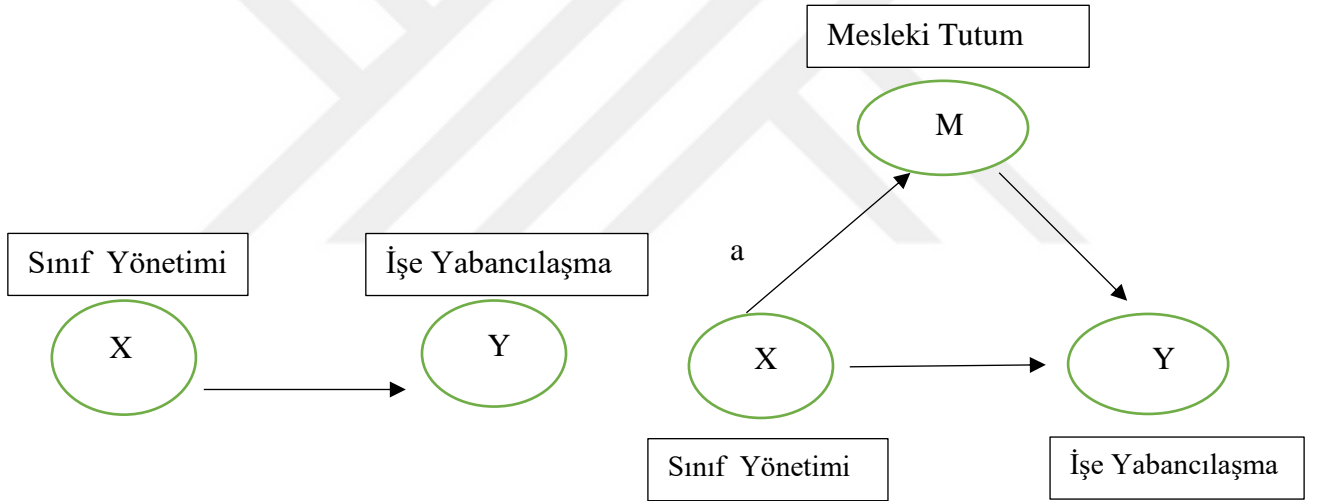 Mesleki Tutum
M
Sınıf Yönetimi
İşe Yabancılaşma
a
X
Y
X
Y
Sınıf Yönetimi
İşe Yabancılaşma